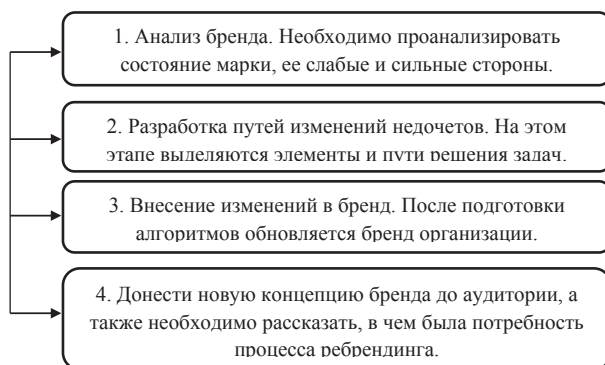 1. Анализ бренда. Необходимо проанализировать
состояние марки, ее слабые и сильные стороны.
2. Разработка путей изменений недочетов. На этом
этапе выделяются элементы и пути решения задач.
3. Внесение изменений в бренд. После подготовки
алгоритмов обновляется бренд организации.
4. Донести новую концепцию бренда до аудитории, а
также необходимо рассказать, в чем была потребность
процесса ребрендинга.